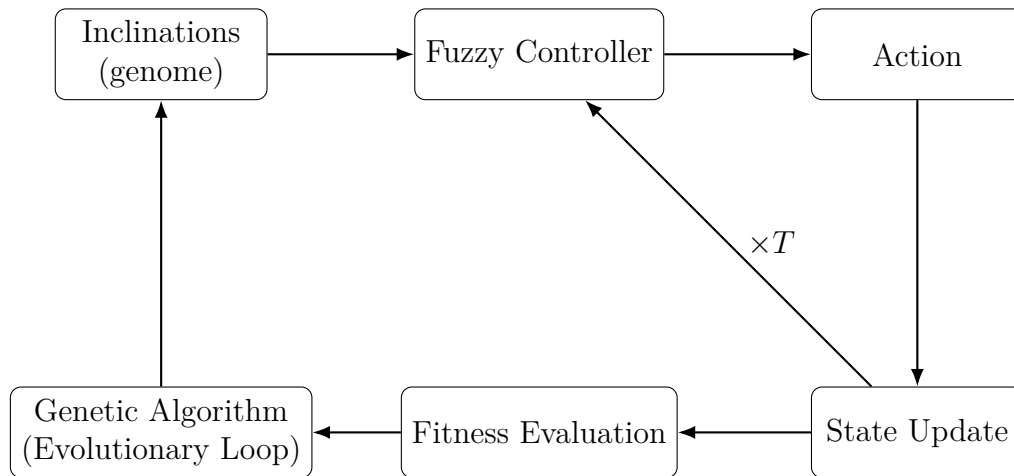 Inclinations
(genome)
Fuzzy Controller
Action
×T
Genetic Algorithm
(Evolutionary Loop)
Fitness Evaluation
State Update